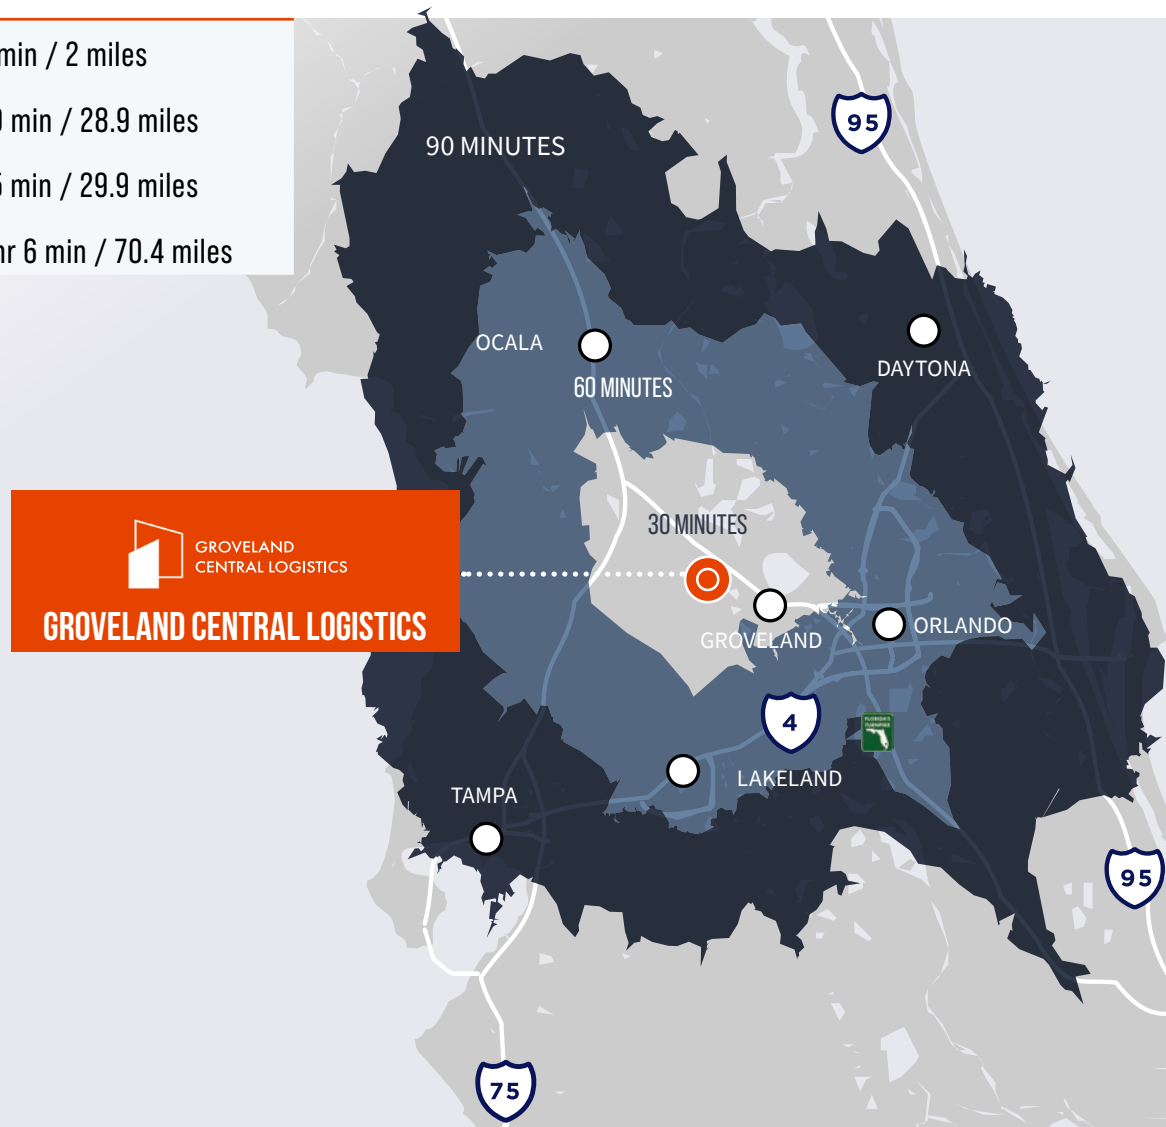 min / 2 miles
min / 28.9 miles
min / 29.9 miles
hr 6 min / 70.4 miles
95
90 MINUTES
OCALA
DAYTONA
60 MINUTES
30 MINUTES
GROVELAND
CENTRAL LOGISTICS
GROVELAND CENTRAL LOGISTICS
GROVELAND
ORLANDO
4
FLORIDA'S
TURNPIKE
LAKELAND
TAMPA
95
75